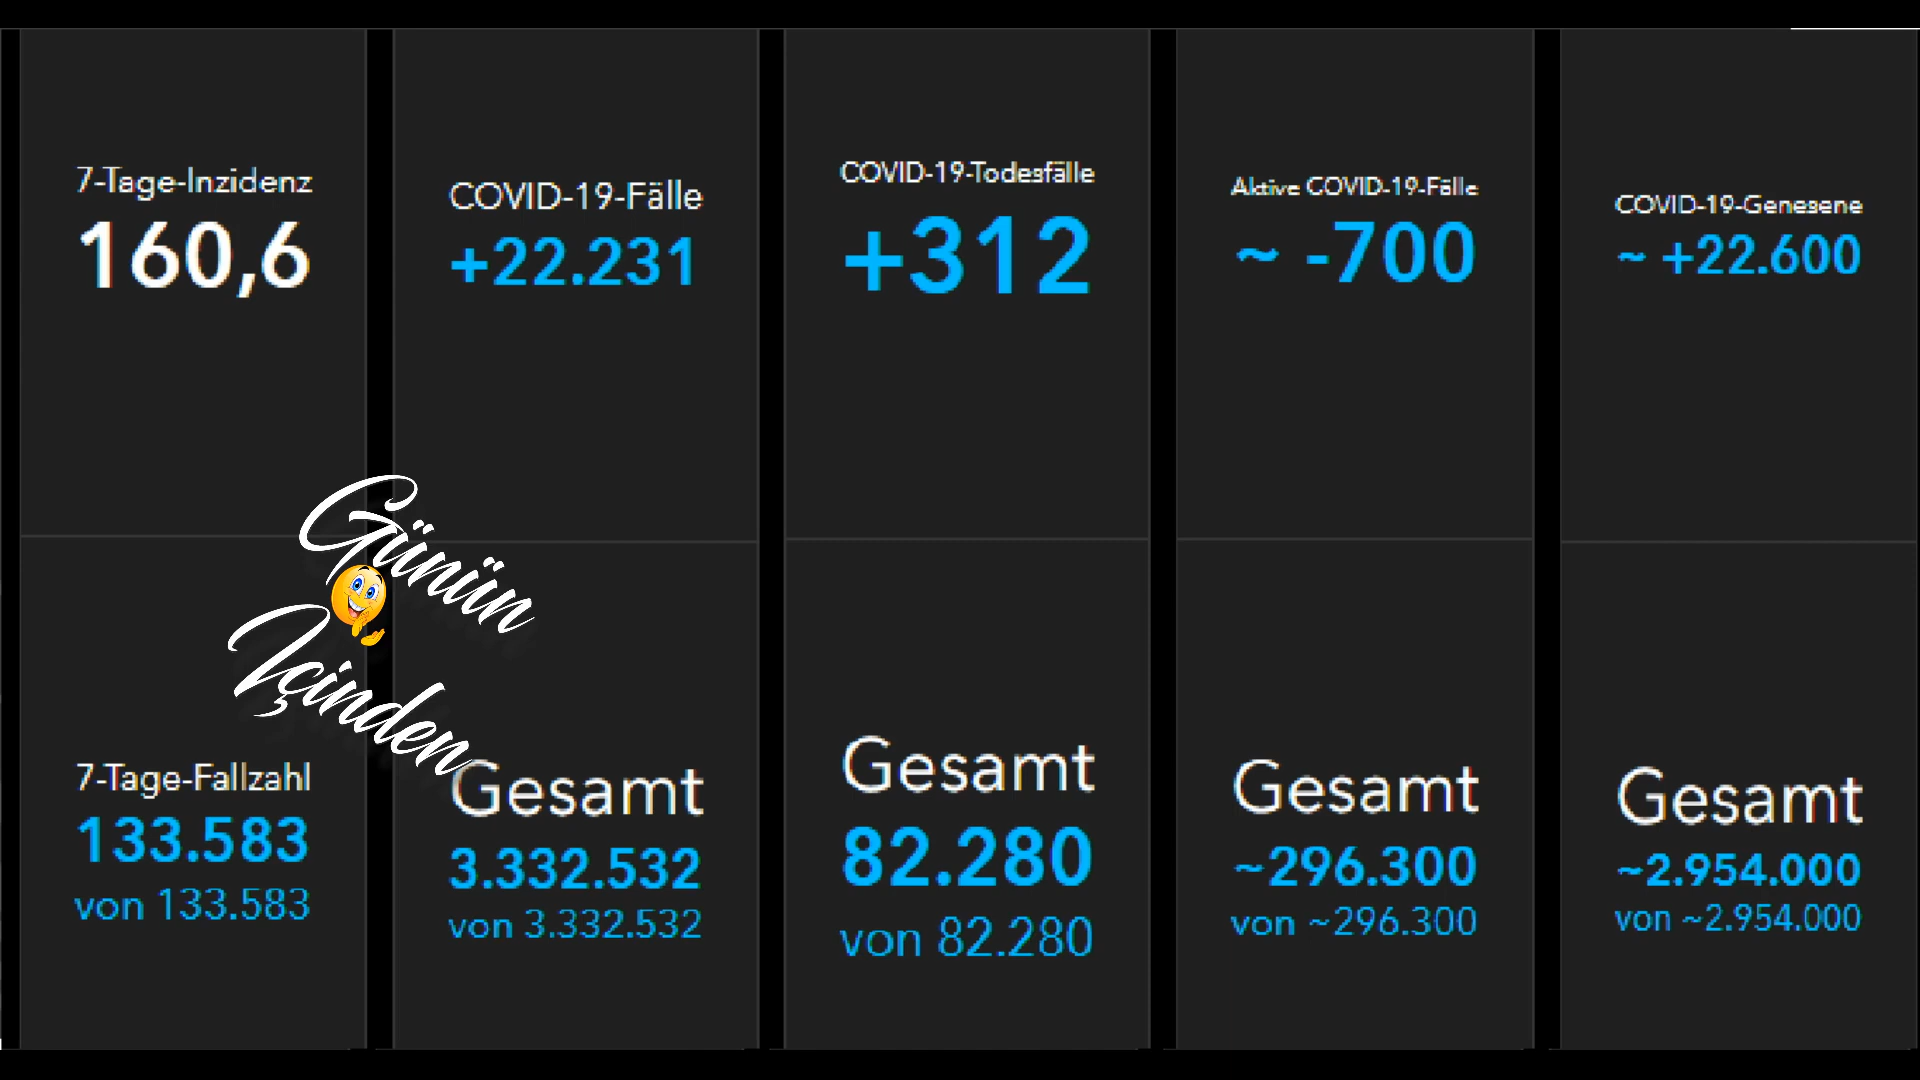 7-Tage-Inzidenz
160,6
COVID-19-Fälle
+22.231
COVID-19-Todesfälle
+312
Aktive COVID-19-Fälle
~ -700
COVID-19-Genesene
~ +22.600
Günün
İçinden
7-Tage-Fallzahl
133.583
von 133.583
Gesamt
3.332.532
von 3.332.532
Gesamt
82.280
von 82.280
Gesamt
~296.300
von ~296.300
Gesamt
~2.954.000
von ~2.954.000